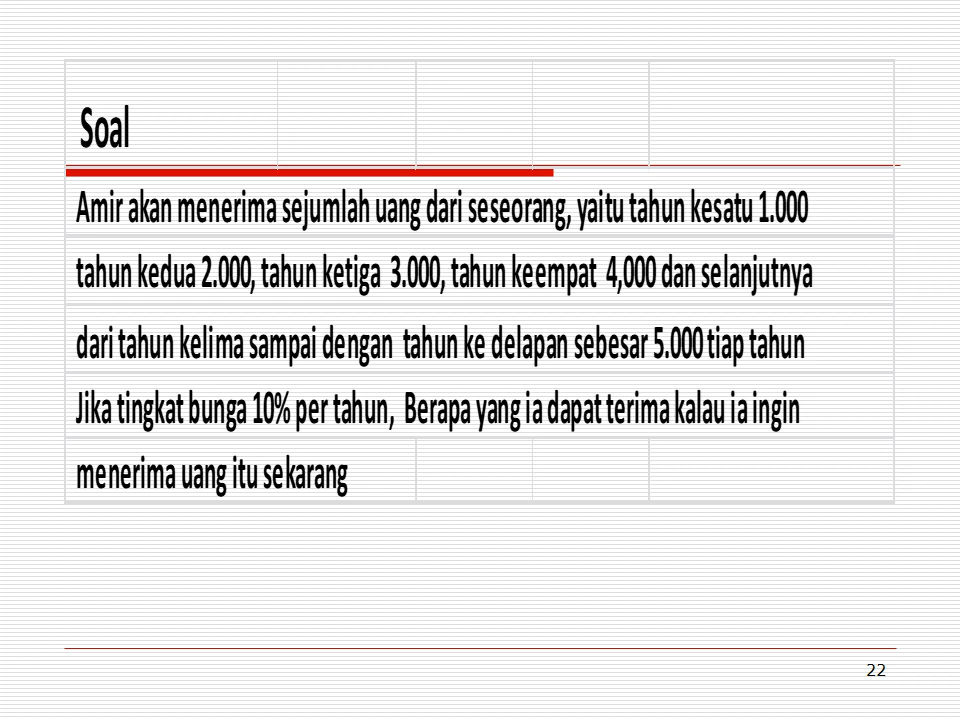 Soal
Amir akan menerima sejumlah uang dari seseorang, yaitu tahun kesatu 1.000
tahun kedua 2.000, tahun ketiga 3.000, tahun keempat 4,000 dan selanjutnya
dari tahun kelima sampai dengan tahun ke delapan sebesar 5.000 tiap tahun
Jika tingkat bunga 10% per tahun, Berapa yang ia dapat terima kalau ia ingin
menerima uang itu sekarang
22